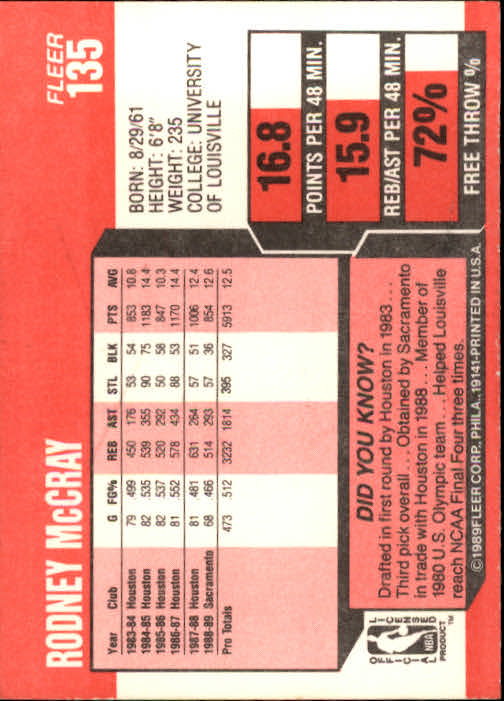 FLEER
135
RODNEY McCRAY
BORN: 8/29/61
HEIGHT: 6'8"
WEIGHT: 235
COLLEGE: UNIVERSITY
OF LOUISVILLE
16.8
POINTS PER 48 MIN.
15.9
REB/AST PER 48 MIN.
72%
FREE THROW %
Year Club G FG% REB AST STL BLK PTS AVG
1983-84 Houston 79 499 450 176 53 54 853 10.8
1984-85 Houston 82 535 539 355 90 75 1183 14.4
1985-86 Houston 82 537 520 292 50 58 847 10.3
1986-87 Houston 81 552 578 434 88 53 1170 14.4
1987-88 Houston 81 481 631 264 57 51 1006 12.4
1988-89 Sacramento 68 466 514 293 57 36 854 12.6
Pro Totals 473 512 3232 1814 395 327 5913 12.5
DID YOU KNOW?
Drafted in first round by Houston in 1983 ...
Third pick overall ... Obtained by Sacramento
in trade with Houston in 1988 ... Member of
1980 U.S. Olympic team ... Helped Louisville
reach NCAA Final Four three times.
OFFICIAL LICENSED
NBA
PRODUCT™
©1989 FLEER CORP., PHILA., 19141-PRINTED IN U.S.A.